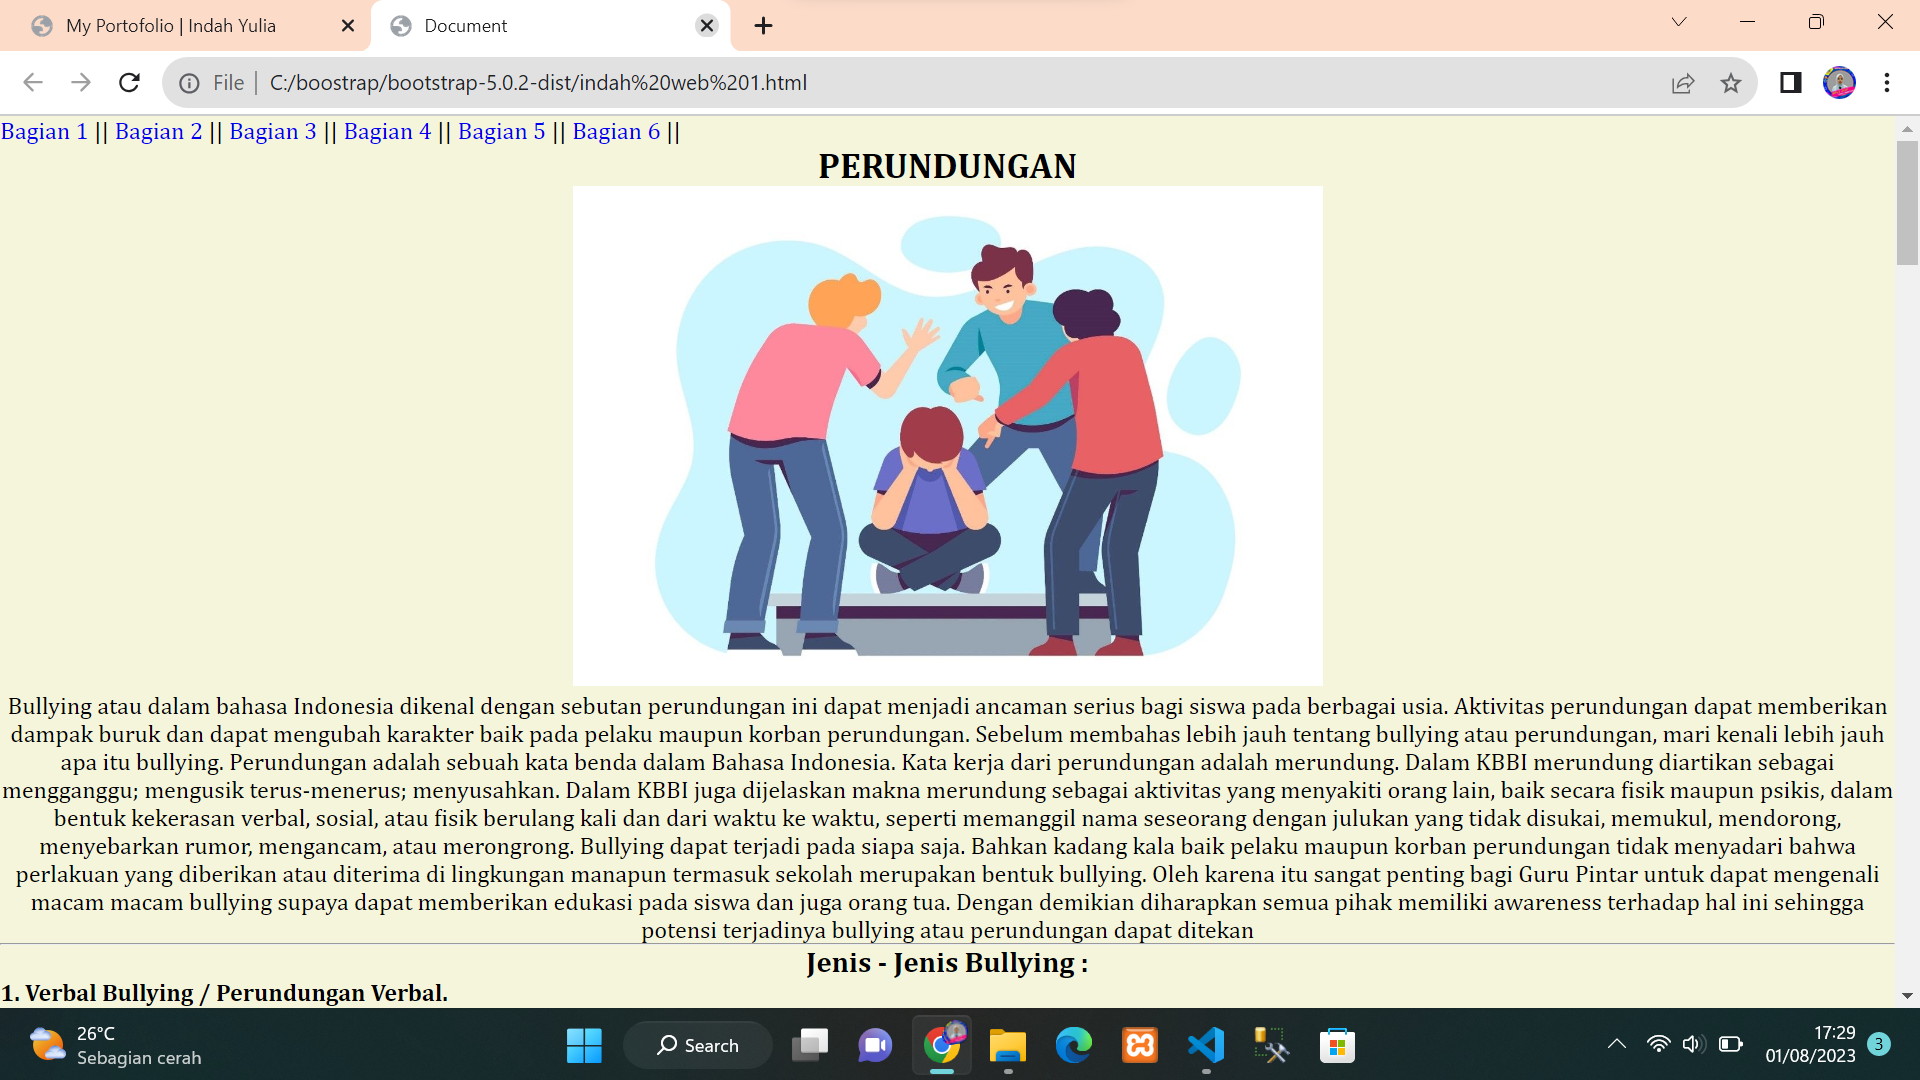 My Portofolio | Indah Yulia
Document
File
C:/boostrap/bootstrap-5.0.2-dist/indah%20web%201.html
Bagian 1 || Bagian 2 || Bagian 3 || Bagian 4 || Bagian 5 || Bagian 6 ||
PERUNDUNGAN
Bullying atau dalam bahasa Indonesia dikenal dengan sebutan perundungan ini dapat menjadi ancaman serius bagi siswa pada berbagai usia. Aktivitas perundungan dapat memberikan
dampak buruk dan dapat mengubah karakter baik pada pelaku maupun korban perundungan. Sebelum membahas lebih jauh tentang bullying atau perundungan, mari kenali lebih jauh
apa itu bullying. Perundungan adalah sebuah kata benda dalam Bahasa Indonesia. Kata kerja dari perundungan adalah merundung. Dalam KBBI merundung diartikan sebagai
mengganggu; mengusik terus-menerus; menyusahkan. Dalam KBBI juga dijelaskan makna merundung sebagai aktivitas yang menyakiti orang lain, baik secara fisik maupun psikis, dalam
bentuk kekerasan verbal, sosial, atau fisik berulang kali dan dari waktu ke waktu, seperti memanggil nama seseorang dengan julukan yang tidak disukai, memukul, mendorong,
menyebarkan rumor, mengancam, atau merongrong. Bullying dapat terjadi pada siapa saja. Bahkan kadang kala baik pelaku maupun korban perundungan tidak menyadari bahwa
perlakuan yang diberikan atau diterima di lingkungan manapun termasuk sekolah merupakan bentuk bullying. Oleh karena itu sangat penting bagi Guru Pintar untuk dapat mengenali
macam macam bullying supaya dapat memberikan edukasi pada siswa dan juga orang tua. Dengan demikian diharapkan semua pihak memiliki awareness terhadap hal ini sehingga
potensi terjadinya bullying atau perundungan dapat ditekan
Jenis - Jenis Bullying :
1. Verbal Bullying / Perundungan Verbal.
26°C
Sebagian cerah
Search
17:29
01/08/2023
3